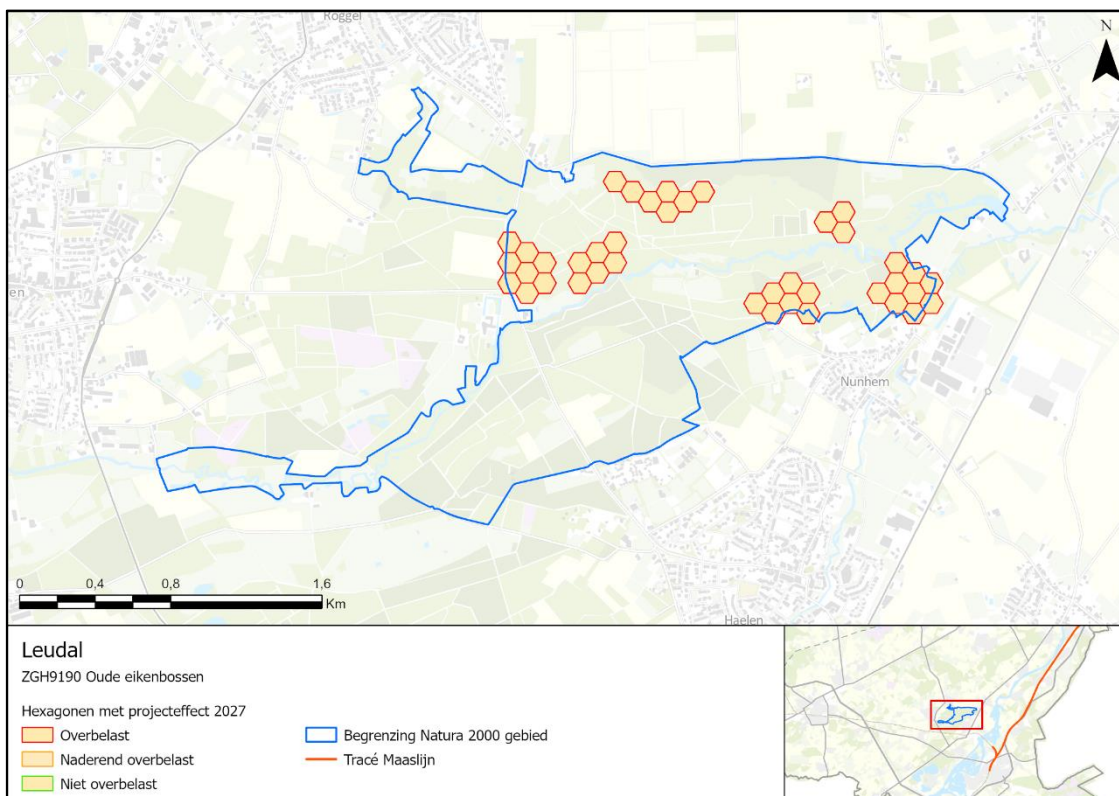 Roggel
N
en
Nunhem
Haelen
0 0,4 0,8 1,6
Km
Leudal
ZGH9190 Oude eikenbossen
Hexagonen met projecteffect 2027
Overbelast
Naderend overbelast
Niet overbelast
Begrenzing Natura 2000 gebied
Tracé Maaslijn